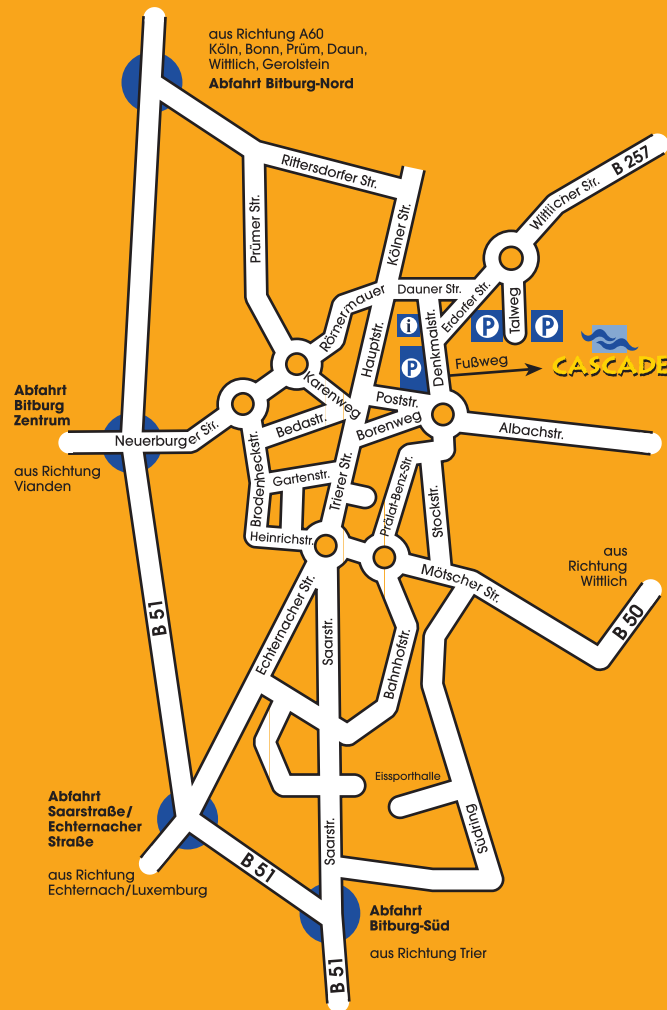 aus Richtung A60
Köln, Bonn, Prüm, Daun,
Wittlich, Gerolstein
Abfahrt Bitburg-Nord
Rittersdorfer Str.
Wittlicher Str.
B 257
Prümer Str.
Kölner Str.
Dauner Str.
Erdorfer Str.
Talweg
Römermauer
Hauptstr.
Denkmalstr.
i
P
P
P
Fußweg
CASCADE
Karenweg
Poststr.
Abfahrt
Bitburg
Zentrum
Neuerburger Str.
Bedastr.
Borenweg
Albachstr.
aus Richtung
Vianden
Brodenheckstr.
Gartenstr.
Trierer Str.
Prälat-Benz-Str.
Stockstr.
Heinrichstr.
Mötscher Str.
aus
Richtung
Wittlich
B 50
B 51
Echternacher Str.
Saarstr.
Bahnhofstr.
Eissporthalle
Südring
Abfahrt
Saarstraße/
Echternacher
Straße
Saarstr.
aus Richtung
Echternach/Luxemburg
B 51
Abfahrt
Bitburg-Süd
aus Richtung Trier
B 51